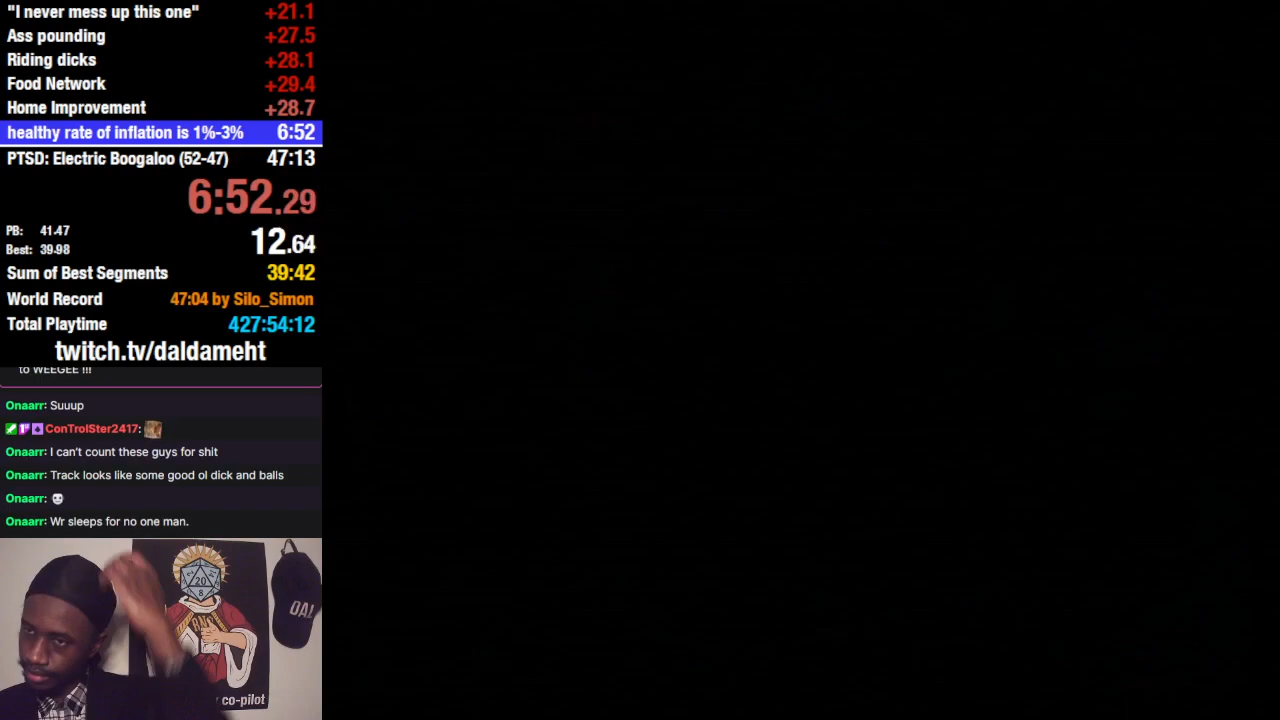 "I never mess up this one" +21.1
Ass pounding +27.5
Riding dicks +28.1
Food Network +29.4
Home Improvement +28.7
healthy rate of inflation is 1%-3% 6:52
PTSD: Electric Boogaloo (52-47) 47:13
6:52.29
PB: 41.47
Best: 39.98
12.64
Sum of Best Segments 39:42
World Record 47:04 by Silo_Simon
Total Playtime 427:54:12
twitch.tv/daldameht
to WEEGEE !!!
Onaarr: Suuup
ConTrolSter2417:
Onaarr: I can't count these guys for shit
Onaarr: Track looks like some good ol dick and balls
Onaarr:
Onaarr: Wr sleeps for no one man.
20
8
DAL
co-pilot